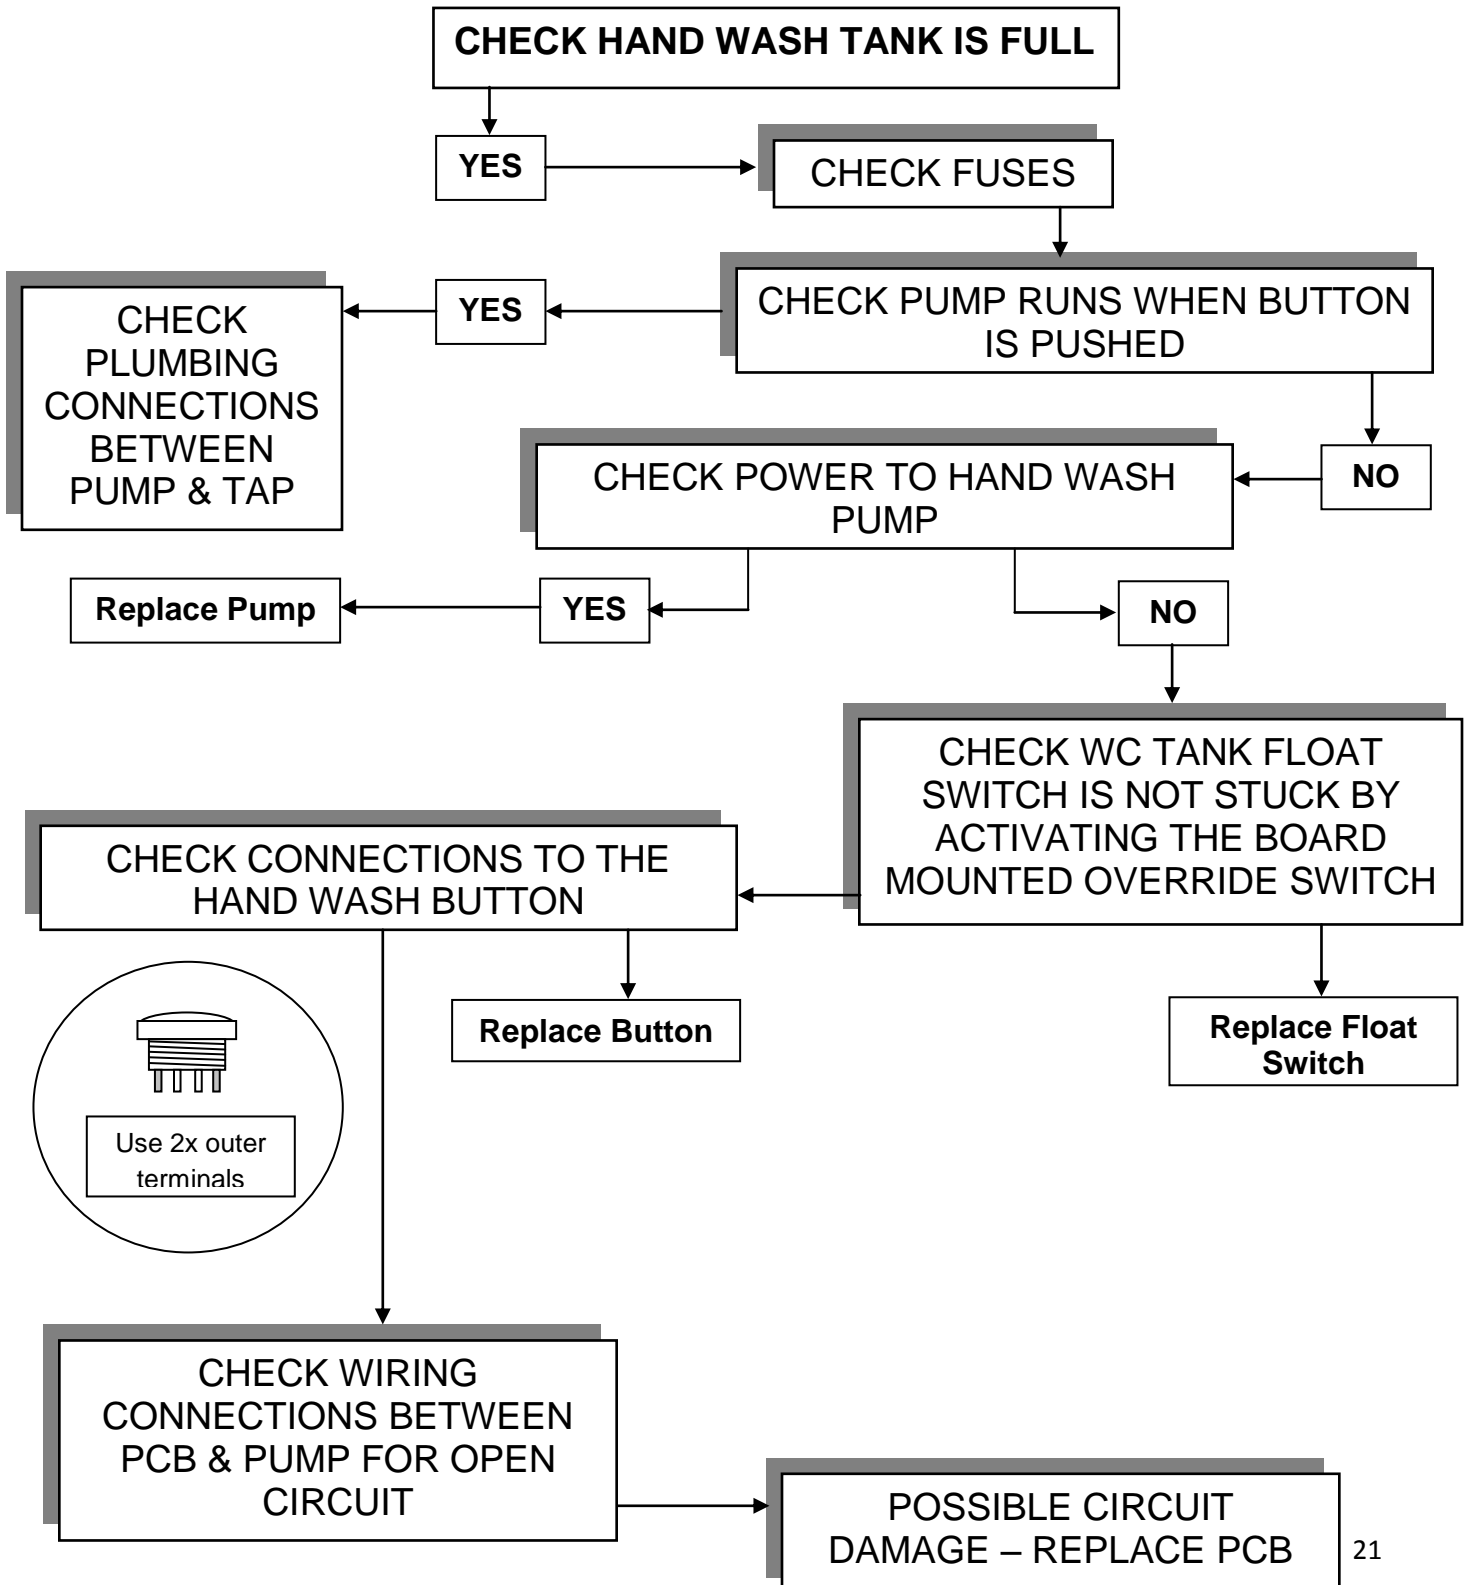 CHECK HAND WASH TANK IS FULL
YES
CHECK FUSES
CHECK PUMP RUNS WHEN BUTTON
IS PUSHED
YES
CHECK
PLUMBING
CONNECTIONS
BETWEEN
PUMP & TAP
NO
CHECK POWER TO HAND WASH
PUMP
YES
Replace Pump
NO
CHECK WC TANK FLOAT
SWITCH IS NOT STUCK BY
ACTIVATING THE BOARD
MOUNTED OVERRIDE SWITCH
CHECK CONNECTIONS TO THE
HAND WASH BUTTON
Replace Button
Replace Float
Switch
Use 2x outer
terminals
CHECK WIRING
CONNECTIONS BETWEEN
PCB & PUMP FOR OPEN
CIRCUIT
POSSIBLE CIRCUIT
DAMAGE – REPLACE PCB
21